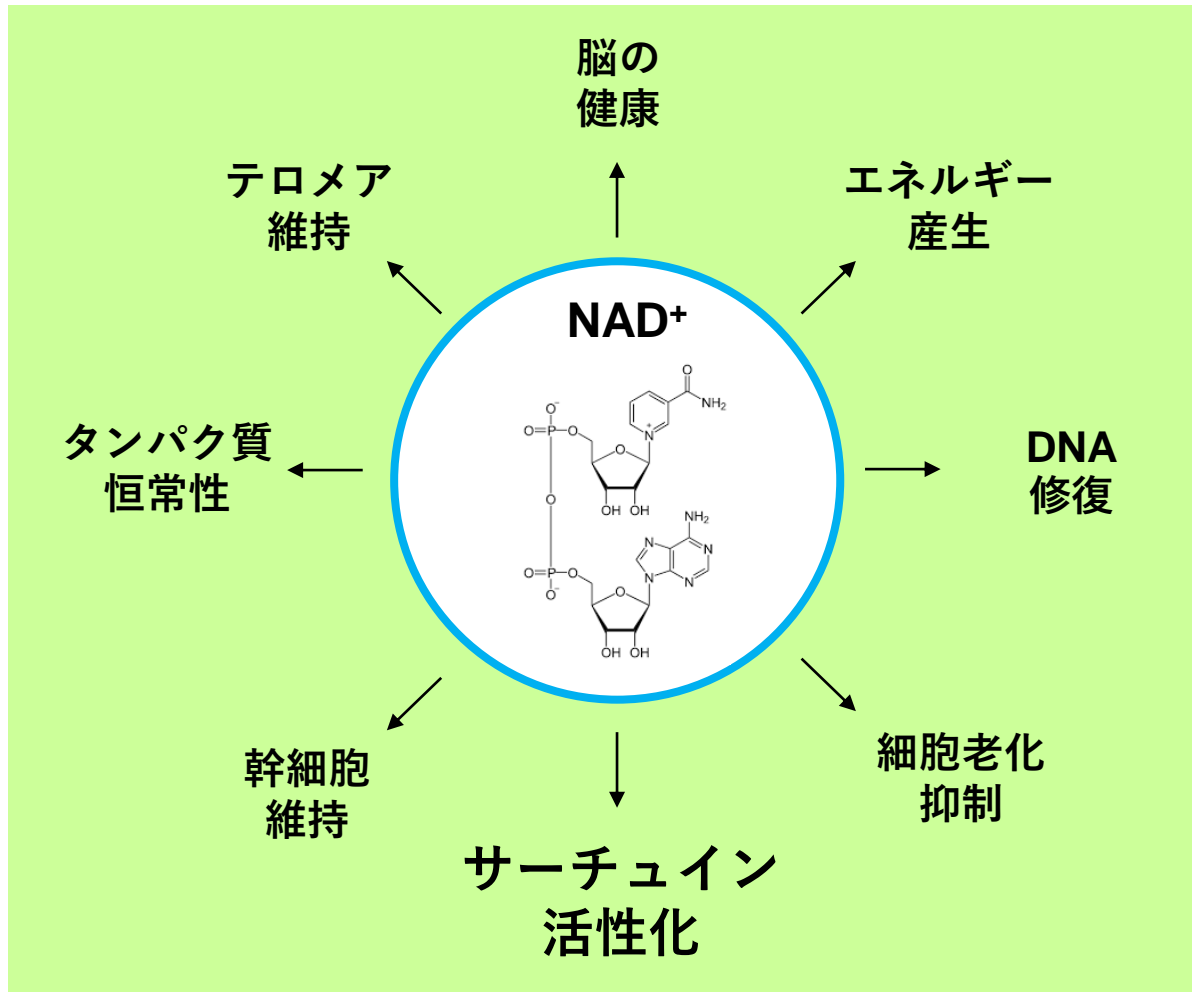 脳の
健康
テロメア
維持
エネルギー
産生
NAD⁺
O
NH₂
O⁻
O=P
O
O
N⁺
O
OH OH
NH₂
N
N
O⁻
O=P
O
N
N
O⁻
O
OH OH
タンパク質
恒常性
DNA
修復
幹細胞
維持
細胞老化
抑制
サーチュイン
活性化